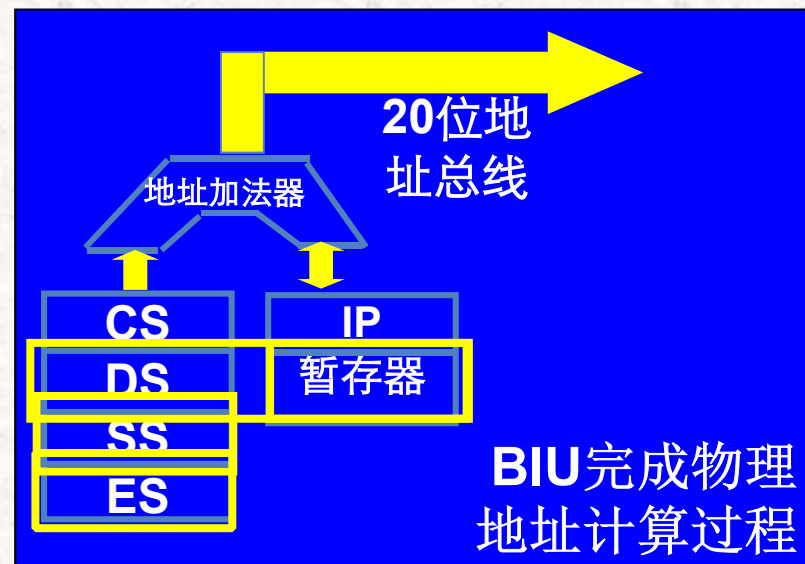 20位地
址总线
地址加法器
CS
IP
DS
暂存器
SS
ES
BIU完成物理
地址计算过程